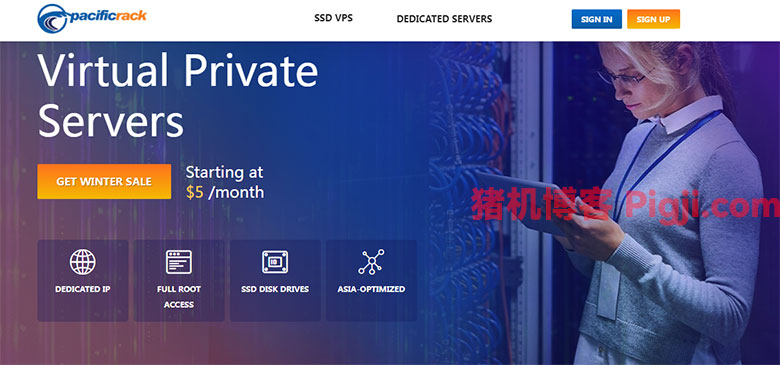 pacificrack
SSD VPS
DEDICATED SERVERS
SIGN IN
SIGN UP
Virtual Private
Servers
GET WINTER SALE
Starting at
$5 /month
猪机博客 Pigji.com
DEDICATED IP
FULL ROOT
ACCESS
SSD DISK DRIVES
ASIA-OPTIMIZED